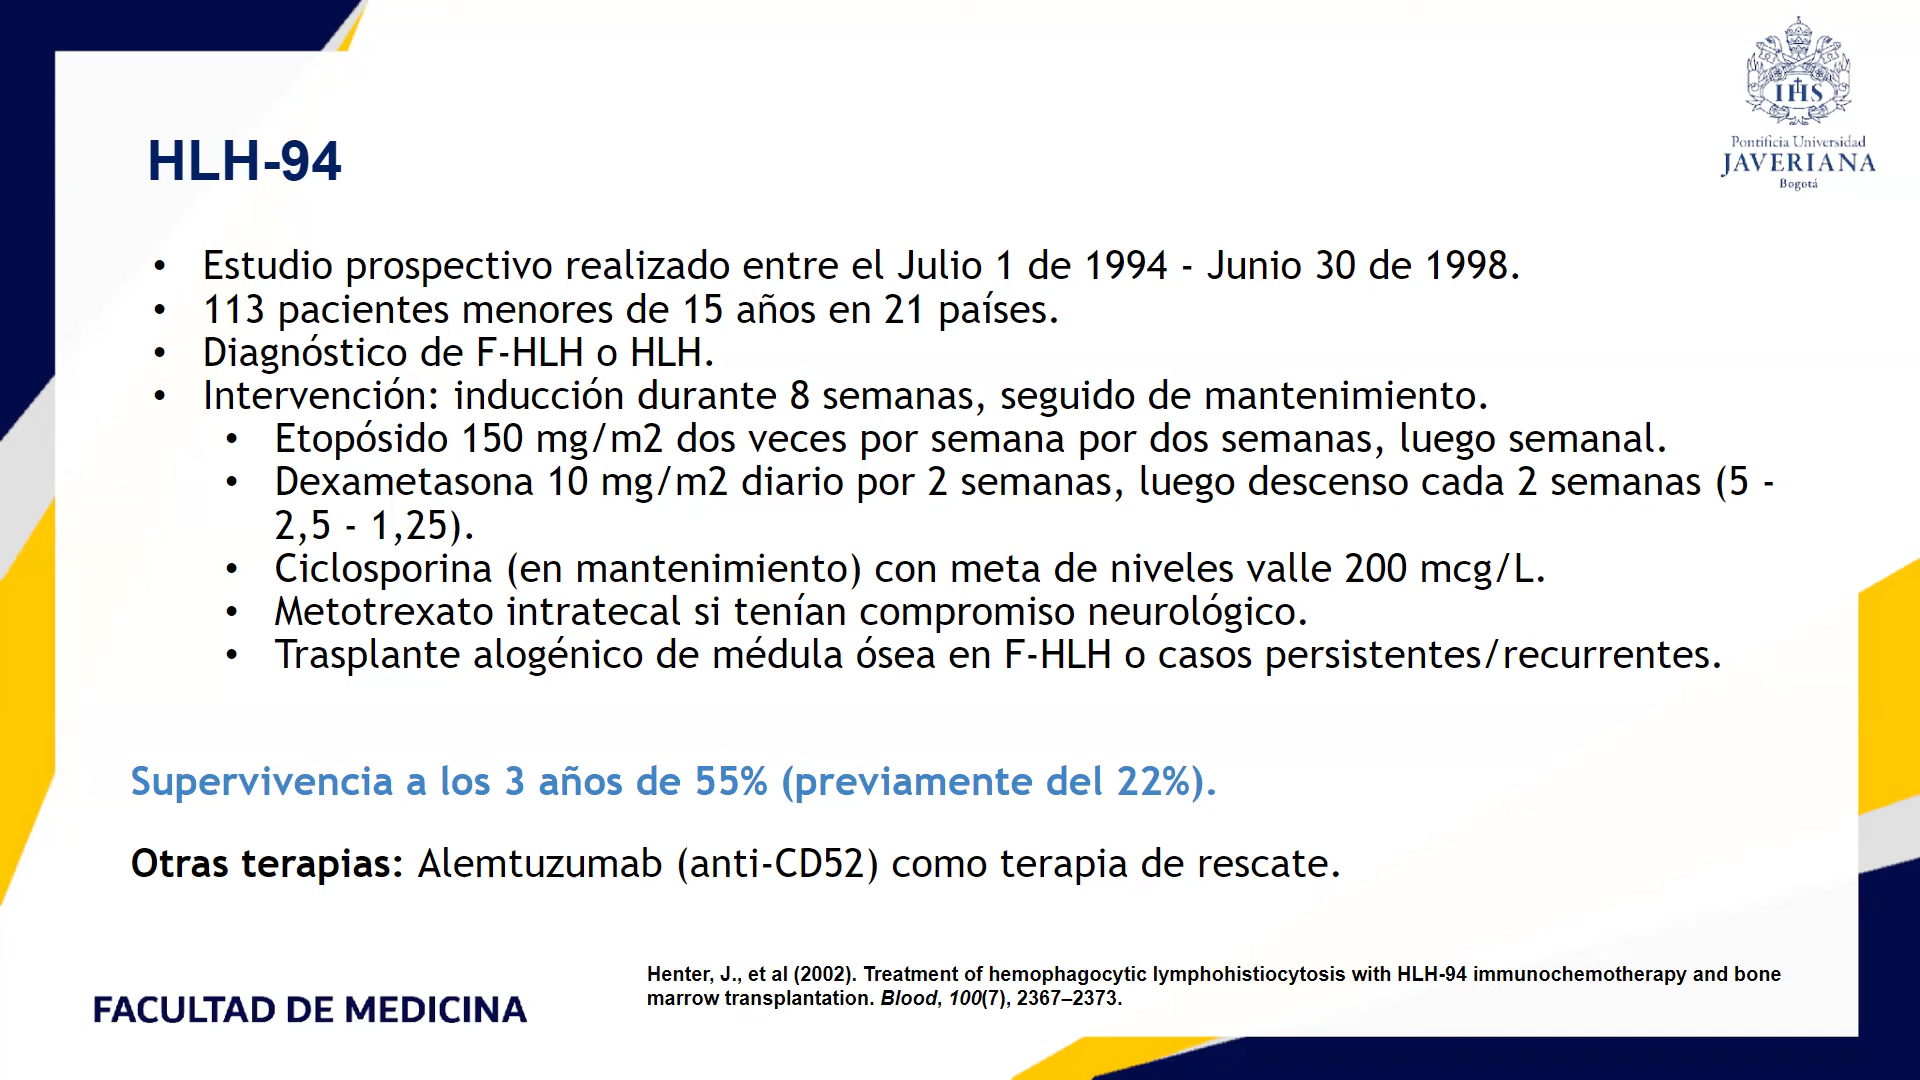 IHS
Pontificia Universidad
JAVERIANA
Bogotá
HLH-94
• Estudio prospectivo realizado entre el Julio 1 de 1994 - Junio 30 de 1998.
• 113 pacientes menores de 15 años en 21 países.
• Diagnóstico de F-HLH o HLH.
• Intervención: inducción durante 8 semanas, seguido de mantenimiento.
• Etopósido 150 mg/m2 dos veces por semana por dos semanas, luego semanal.
• Dexametasona 10 mg/m2 diario por 2 semanas, luego descenso cada 2 semanas (5 -
2,5 - 1,25).
• Ciclosporina (en mantenimiento) con meta de niveles valle 200 mcg/L.
• Metotrexato intratecal si tenían compromiso neurológico.
• Trasplante alogénico de médula ósea en F-HLH o casos persistentes/recurrentes.
Supervivencia a los 3 años de 55% (previamente del 22%).
Otras terapias: Alemtuzumab (anti-CD52) como terapia de rescate.
Henter, J., et al (2002). Treatment of hemophagocytic lymphohistiocytosis with HLH-94 immunochemotherapy and bone
marrow transplantation. Blood, 100(7), 2367–2373.
FACULTAD DE MEDICINA